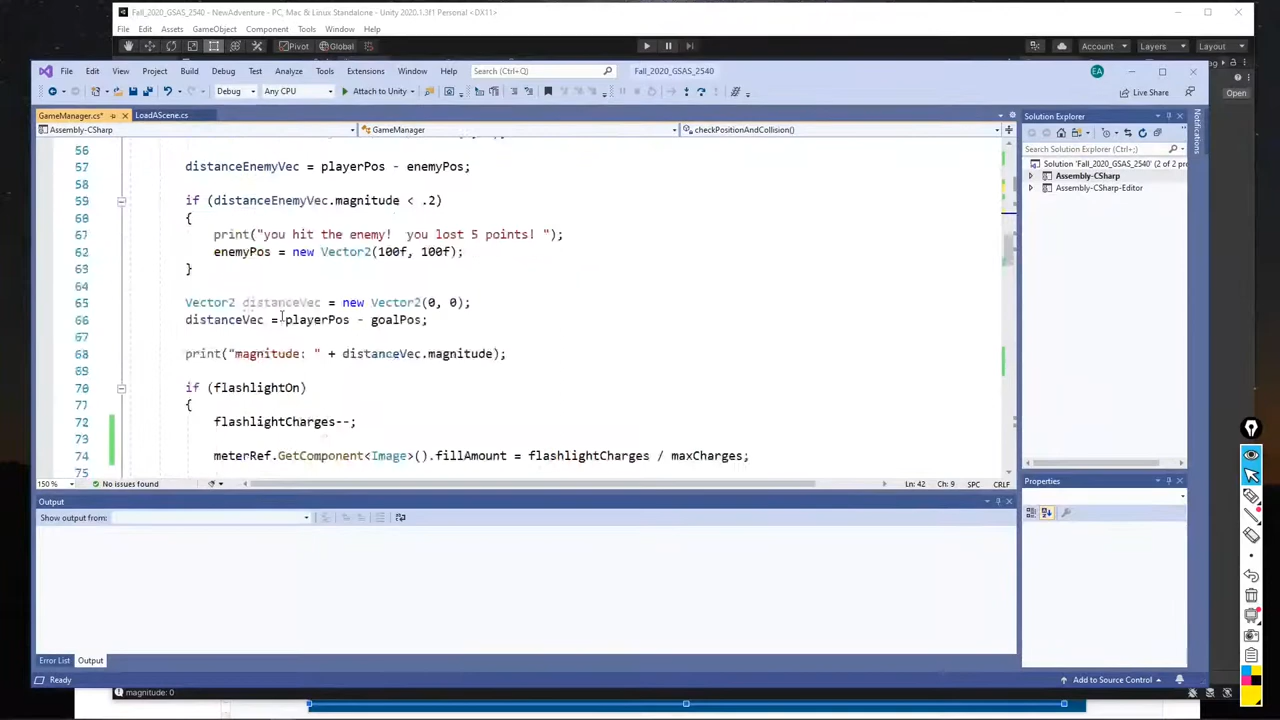 Fall_2020_GSAS_2540 - NewAdventure - PC, Mac & Linux Standalone - Unity 2020.1.3f1 Personal <DX11>
File Edit Assets GameObject Component Tools Window Help
Pivot Global Account Layers Layout
File Edit View Project Build Debug Test Analyze Tools Extensions Window Help Search (Ctrl+Q) Fall_2020_GSAS_2540 EA
Debug Any CPU Attach to Unity Live Share
Open
GameManager.cs* LoadAScene.cs
Assembly-CSharp GameManager checkPositionAndCollision()
56
57 distanceEnemyVec = playerPos - enemyPos;
58
59 if (distanceEnemyVec.magnitude < .2)
60 {
61 print("you hit the enemy!  you lost 5 points! ");
62 enemyPos = new Vector2(100f, 100f);
63 }
64
65 Vector2 distanceVec = new Vector2(0, 0);
66 distanceVec = playerPos - goalPos;
67
68 print("magnitude: " + distanceVec.magnitude);
69
70 if (flashlightOn)
71 {
72 flashlightCharges--;
73
74 meterRef.GetComponent<Image>().fillAmount = flashlightCharges / maxCharges;
75
150 % No issues found Ln: 42 Ch: 9 SPC CRLF
Solution Explorer
Search Solution Explorer (Ctrl+;)
Solution 'Fall_2020_GSAS_2540' (2 of 2 pr
Assembly-CSharp
Assembly-CSharp-Editor
Notifications
Properties
Output
Show output from:
Error List Output
Ready Add to Source Control
magnitude: 0